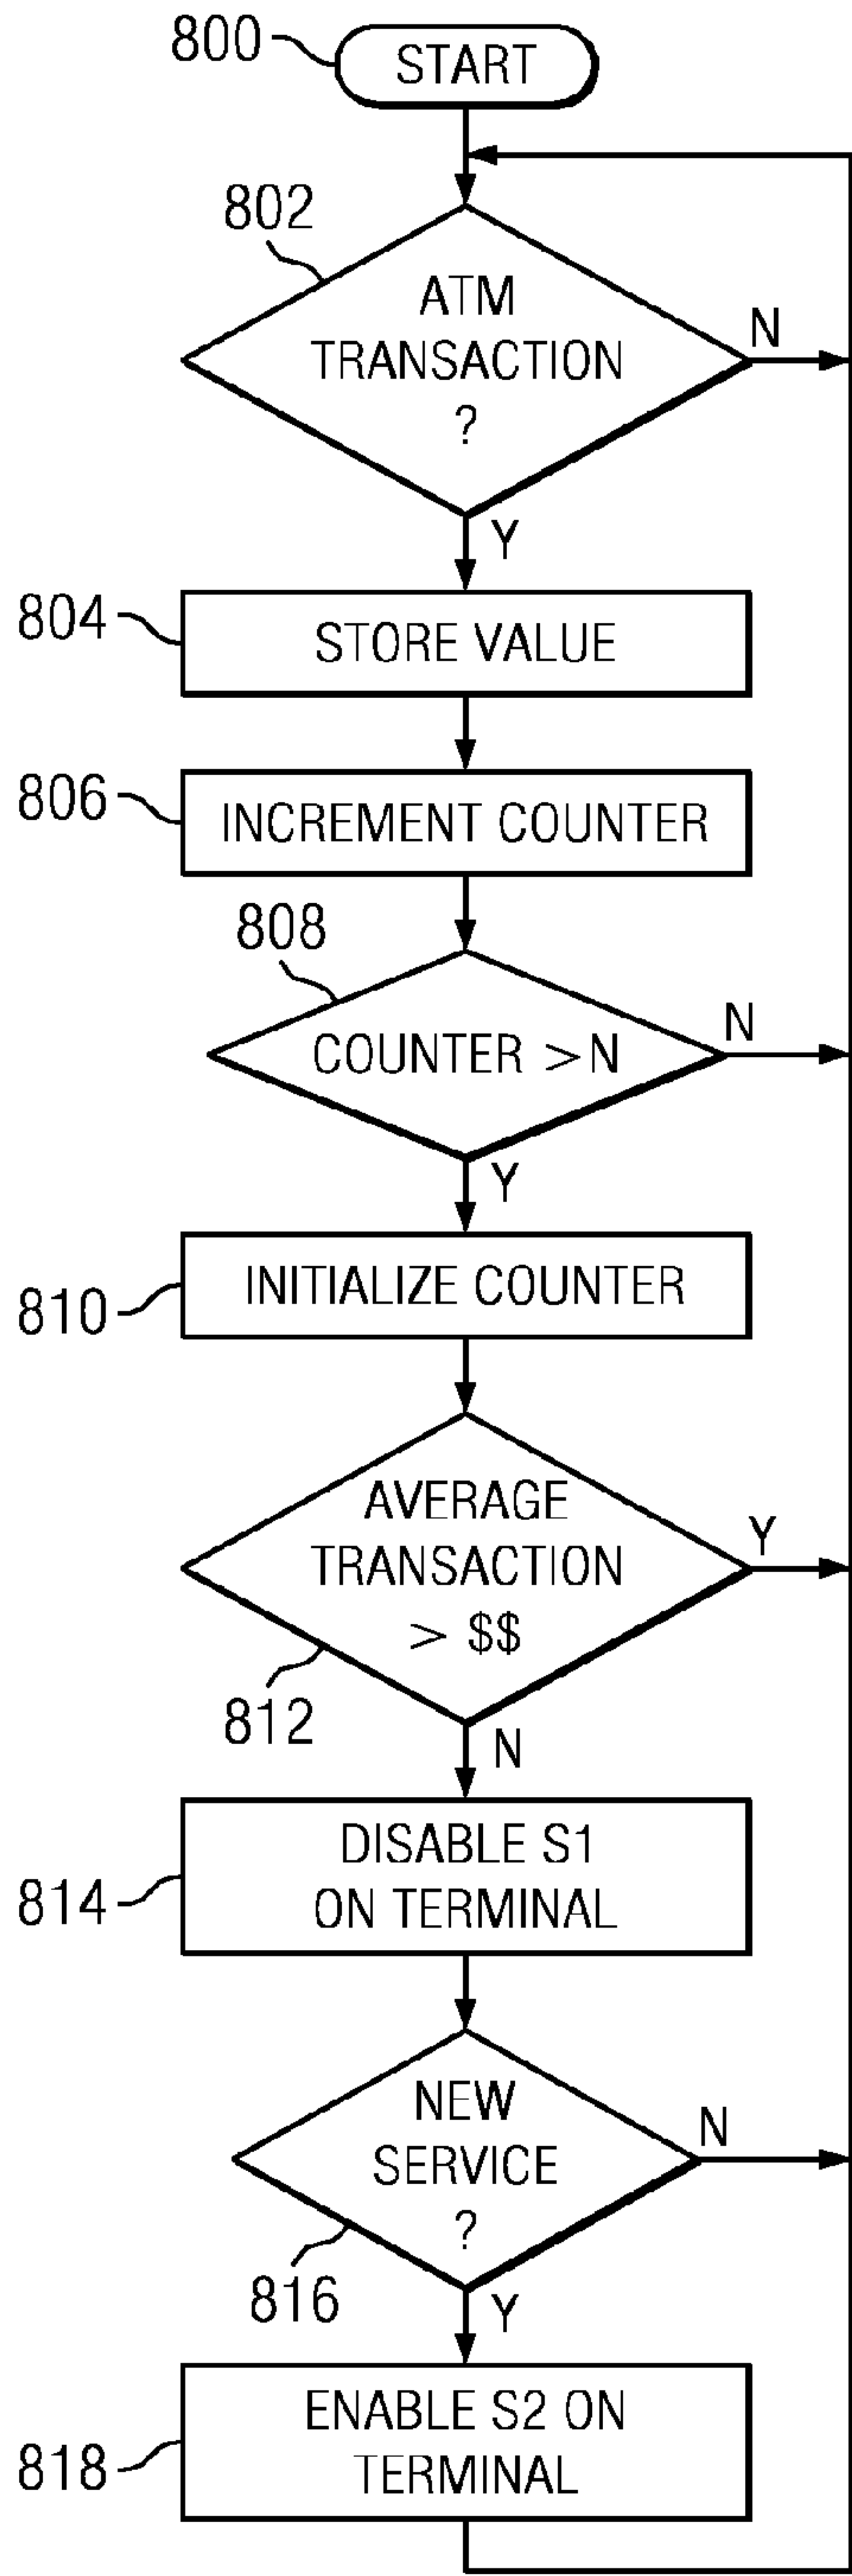 800
START
802
ATM
TRANSACTION
?
N
Y
804
STORE VALUE
806
INCREMENT COUNTER
808
COUNTER >N
N
Y
INITIALIZE COUNTER
810
AVERAGE
TRANSACTION
> $$
Y
812
N
DISABLE S1
ON TERMINAL
814
NEW
SERVICE
?
N
816
Y
ENABLE S2 ON
TERMINAL
818